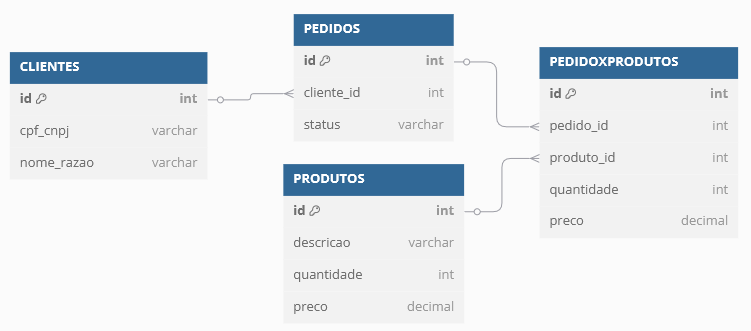 CLIENTES
id int
cpf_cnpj varchar
nome_razao varchar
PEDIDOS
id int
cliente_id int
status varchar
PRODUTOS
id int
descricao varchar
quantidade int
preco decimal
PEDIDOXPRODUTOS
id int
pedido_id int
produto_id int
quantidade int
preco decimal